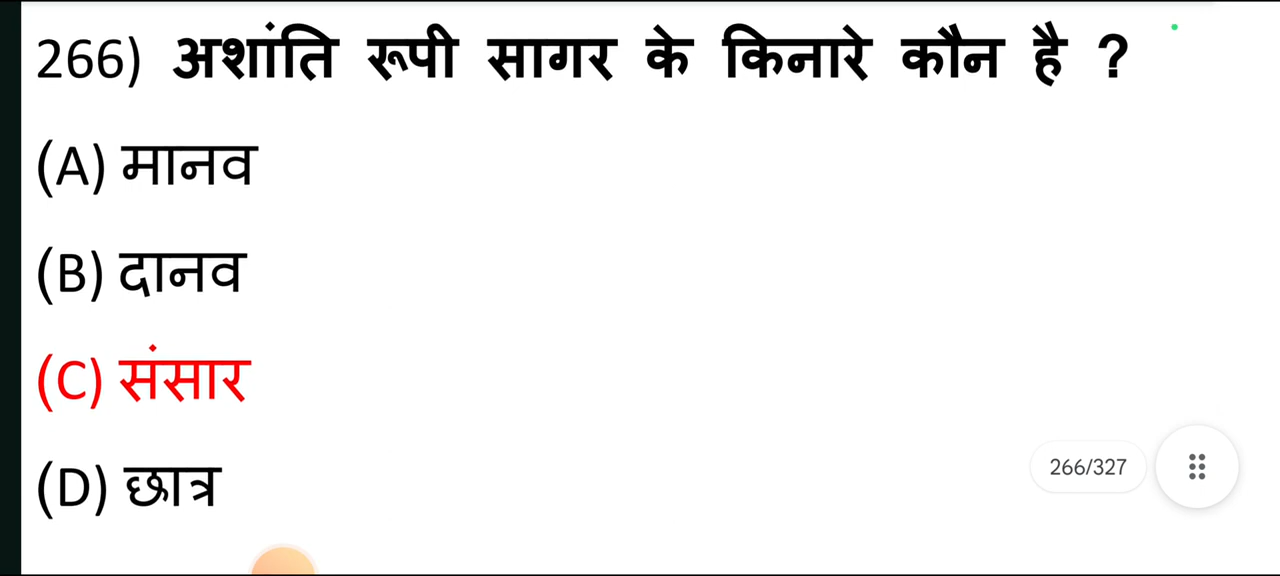 266) अशांति रूपी सागर के किनारे कौन है ?
(A) मानव
(B) दानव
(C) संसार
(D) छात्र
266/327